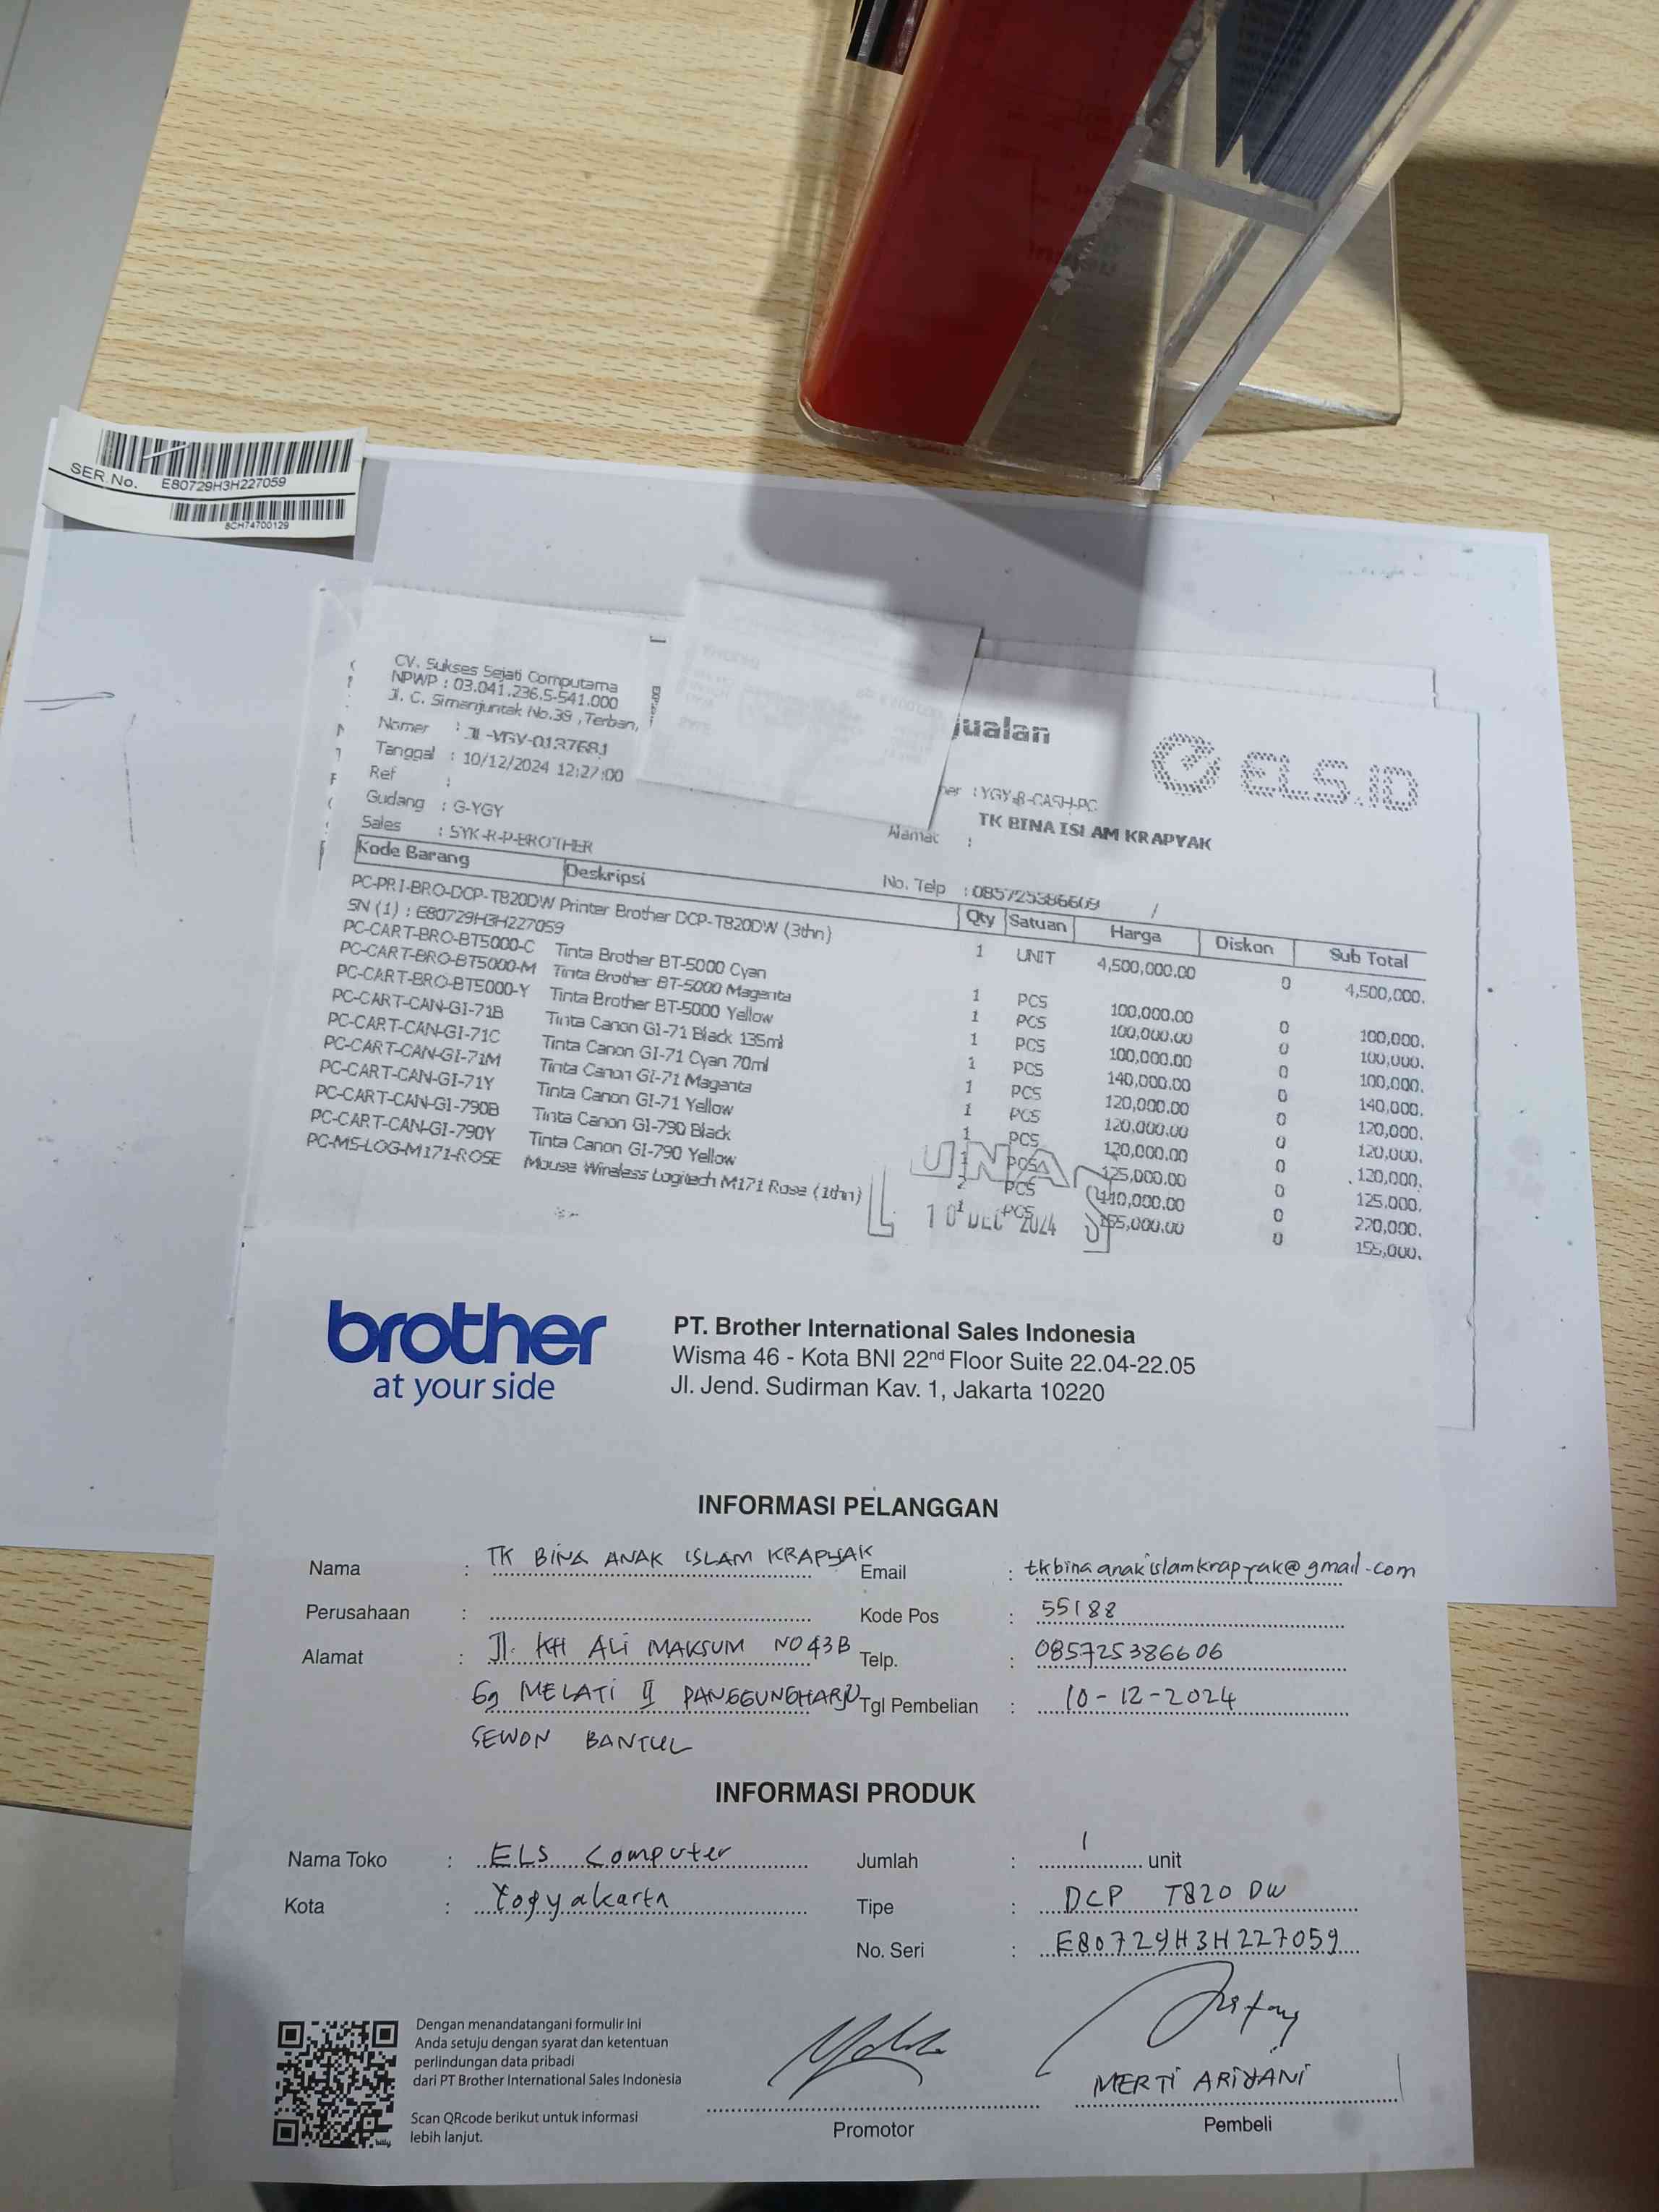 SER.No. E80729H3H227059
8CH74700129
CV. Sukses Sejati Computama
NPWP : 03.041.236.5-541.000
Jl. C. Simanjuntak No.39 ,Terban,
jualan
ELS.ID
Nomer : JL-YGY-0137681
Tanggal : 10/12/2024 12:27:00
Ref :
Gudang : G-YGY
Sales : SYK-R-P-BROTHER
: YGY-R-CASH-PC
TK BINA ISLAM KRAPYAK
Alamat :
No. Telp : 085725386609 /
Kode Barang Deskripsi Qty Satuan Harga Diskon Sub Total
PC-PRI-BRO-DCP-T820DW Printer Brother DCP-T820DW (3thn) 1 UNIT 4,500,000.00 0 4,500,000.
SN (1) : E80729H3H227059
PC-CART-BRO-BT5000-C Tinta Brother BT-5000 Cyan 1 PCS 100,000.00 0 100,000.
PC-CART-BRO-BT5000-M Tinta Brother BT-5000 Magenta 1 PCS 100,000.00 0 100,000.
PC-CART-BRO-BT5000-Y Tinta Brother BT-5000 Yellow 1 PCS 100,000.00 0 100,000.
PC-CART-CAN-GI-71B Tinta Canon GI-71 Black 135ml 1 PCS 140,000.00 0 140,000.
PC-CART-CAN-GI-71C Tinta Canon GI-71 Cyan 70ml 1 PCS 120,000.00 0 120,000.
PC-CART-CAN-GI-71M Tinta Canon GI-71 Magenta 1 PCS 120,000.00 0 120,000.
PC-CART-CAN-GI-71Y Tinta Canon GI-71 Yellow 1 PCS 120,000.00 0 120,000.
PC-CART-CAN-GI-790B Tinta Canon GI-790 Black 1 PCS 125,000.00 0 125,000.
PC-CART-CAN-GI-790Y Tinta Canon GI-790 Yellow 2 PCS 110,000.00 0 220,000.
PC-MS-LOG-M171-ROSE Mouse Wireless Logitech M171 Rose (1thn) 1 PCS 155,000.00 0 155,000.
LUNAS
10 DEC 2024
brother
at your side
PT. Brother International Sales Indonesia
Wisma 46 - Kota BNI 22nd Floor Suite 22.04-22.05
Jl. Jend. Sudirman Kav. 1, Jakarta 10220
INFORMASI PELANGGAN
Nama : TK BINA ANAK ISLAM KRAPYAK Email : tkbinaanakislamkrapyak@gmail.com
Perusahaan : Kode Pos : 55188
Alamat : Jl. KH ALI MAKSUM NO 43B Telp. : 085725386606
Gg MELATI II PANGGUNGHARJO Tgl Pembelian : 10-12-2024
SEWON BANTUL
INFORMASI PRODUK
Nama Toko : ELS Computer Jumlah : 1 unit
Kota : Yogyakarta Tipe : DCP T820 DW
No. Seri : E80729H3H227059
Dengan menandatangani formulir ini
Anda setuju dengan syarat dan ketentuan
perlindungan data pribadi
dari PT Brother International Sales Indonesia
Scan QRcode berikut untuk informasi
lebih lanjut.
bitly
MERTI ARIYANI
Promotor Pembeli